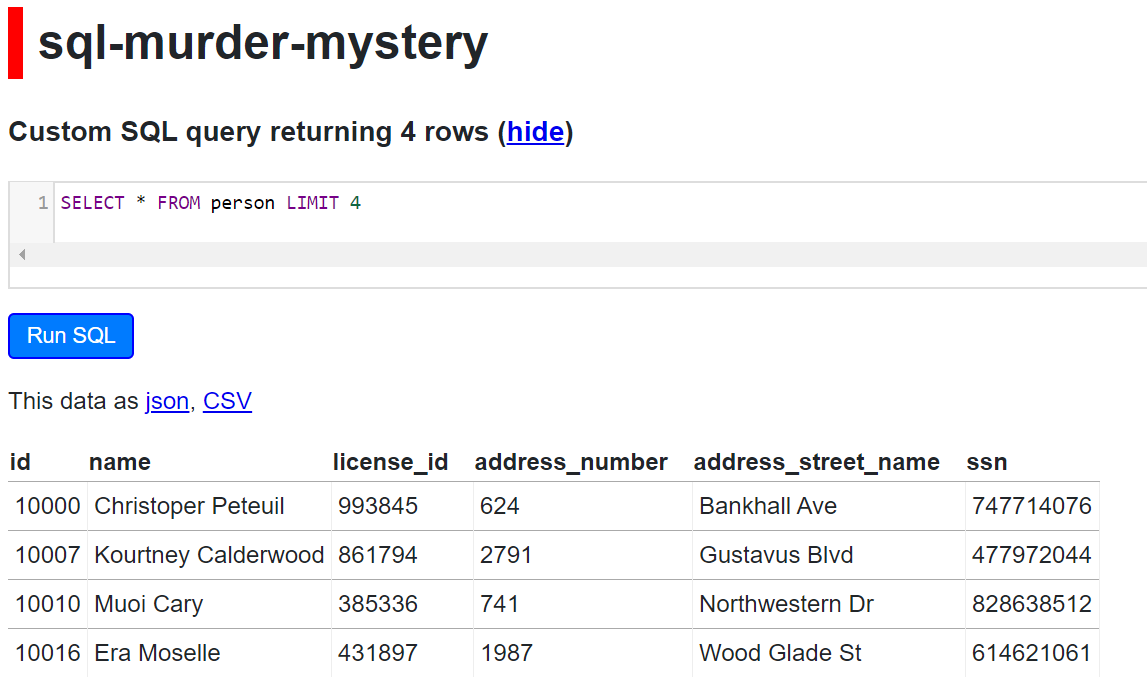 sql-murder-mystery
Custom SQL query returning 4 rows (hide)
1 SELECT * FROM person LIMIT 4
Run SQL
This data as json, CSV
id name license_id address_number address_street_name ssn
10000 Christoper Peteuil 993845 624 Bankhall Ave 747714076
10007 Kourtney Calderwood 861794 2791 Gustavus Blvd 477972044
10010 Muoi Cary 385336 741 Northwestern Dr 828638512
10016 Era Moselle 431897 1987 Wood Glade St 614621061